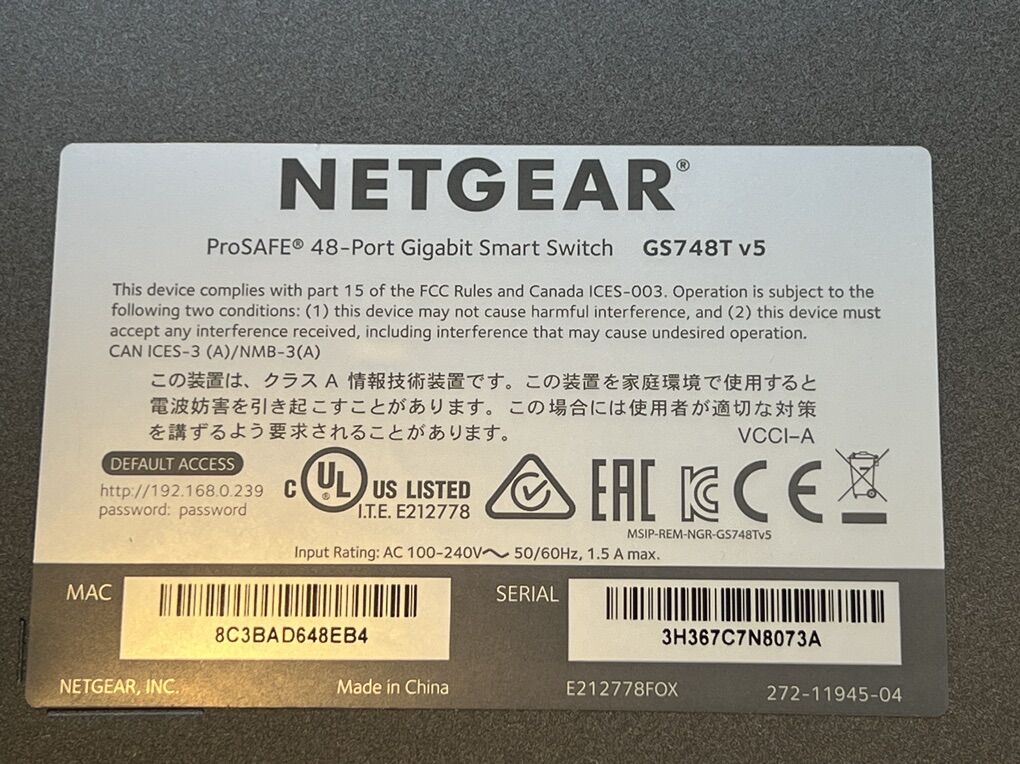 NETGEAR®
ProSAFE® 48-Port Gigabit Smart Switch GS748T v5
This device complies with part 15 of the FCC Rules and Canada ICES-003. Operation is subject to the
following two conditions: (1) this device may not cause harmful interference, and (2) this device must
accept any interference received, including interference that may cause undesired operation.
CAN ICES-3 (A)/NMB-3(A)
この装置は、クラス A 情報技術装置です。この装置を家庭環境で使用すると
電波妨害を引き起こすことがあります。この場合には使用者が適切な対策
を講ずるよう要求されることがあります。
VCCI-A
DEFAULT ACCESS
http://192.168.0.239
password: password
C UL ® US LISTED
I.T.E. E212778
EAC
KC
CE
MSIP-REM-NGR-GS748Tv5
Input Rating: AC 100-240V～ 50/60Hz, 1.5 A max.
MAC
8C3BAD648EB4
SERIAL
3H367C7N8073A
NETGEAR, INC. Made in China E212778FOX 272-11945-04